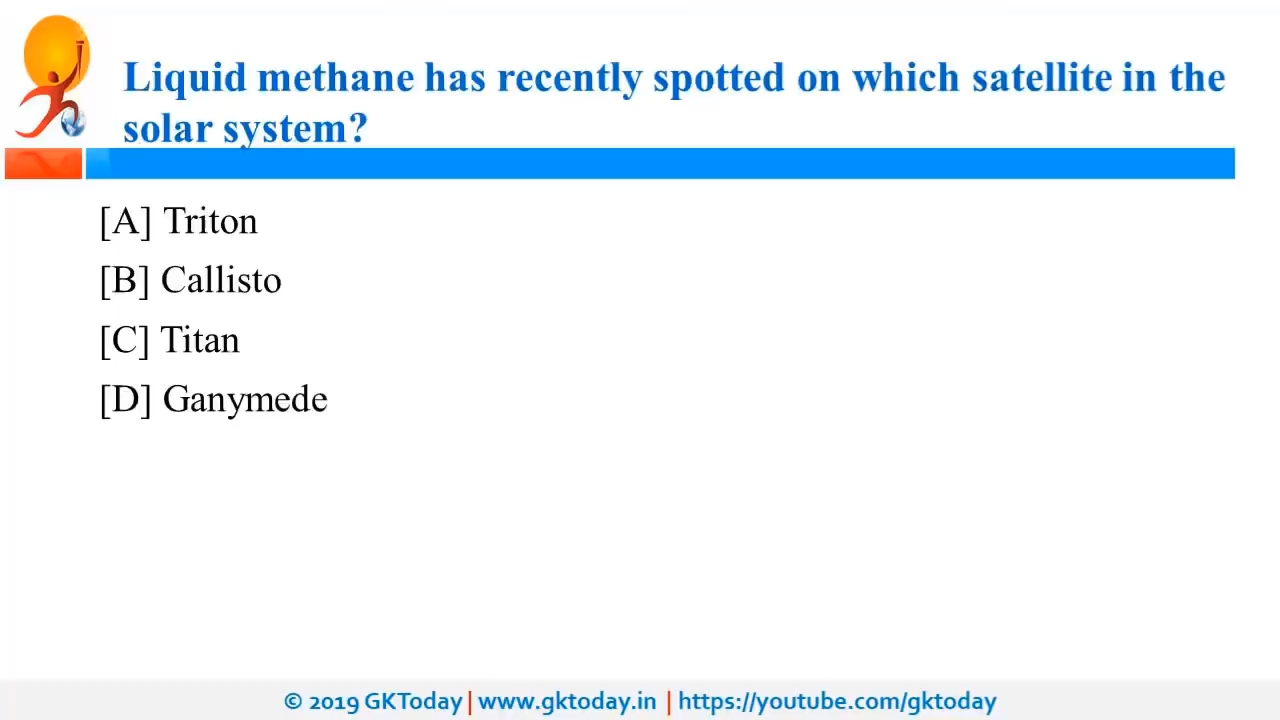 Liquid methane has recently spotted on which satellite in the
solar system?
[A] Triton
[B] Callisto
[C] Titan
[D] Ganymede
© 2019 GKToday | www.gktoday.in | https://youtube.com/gktoday